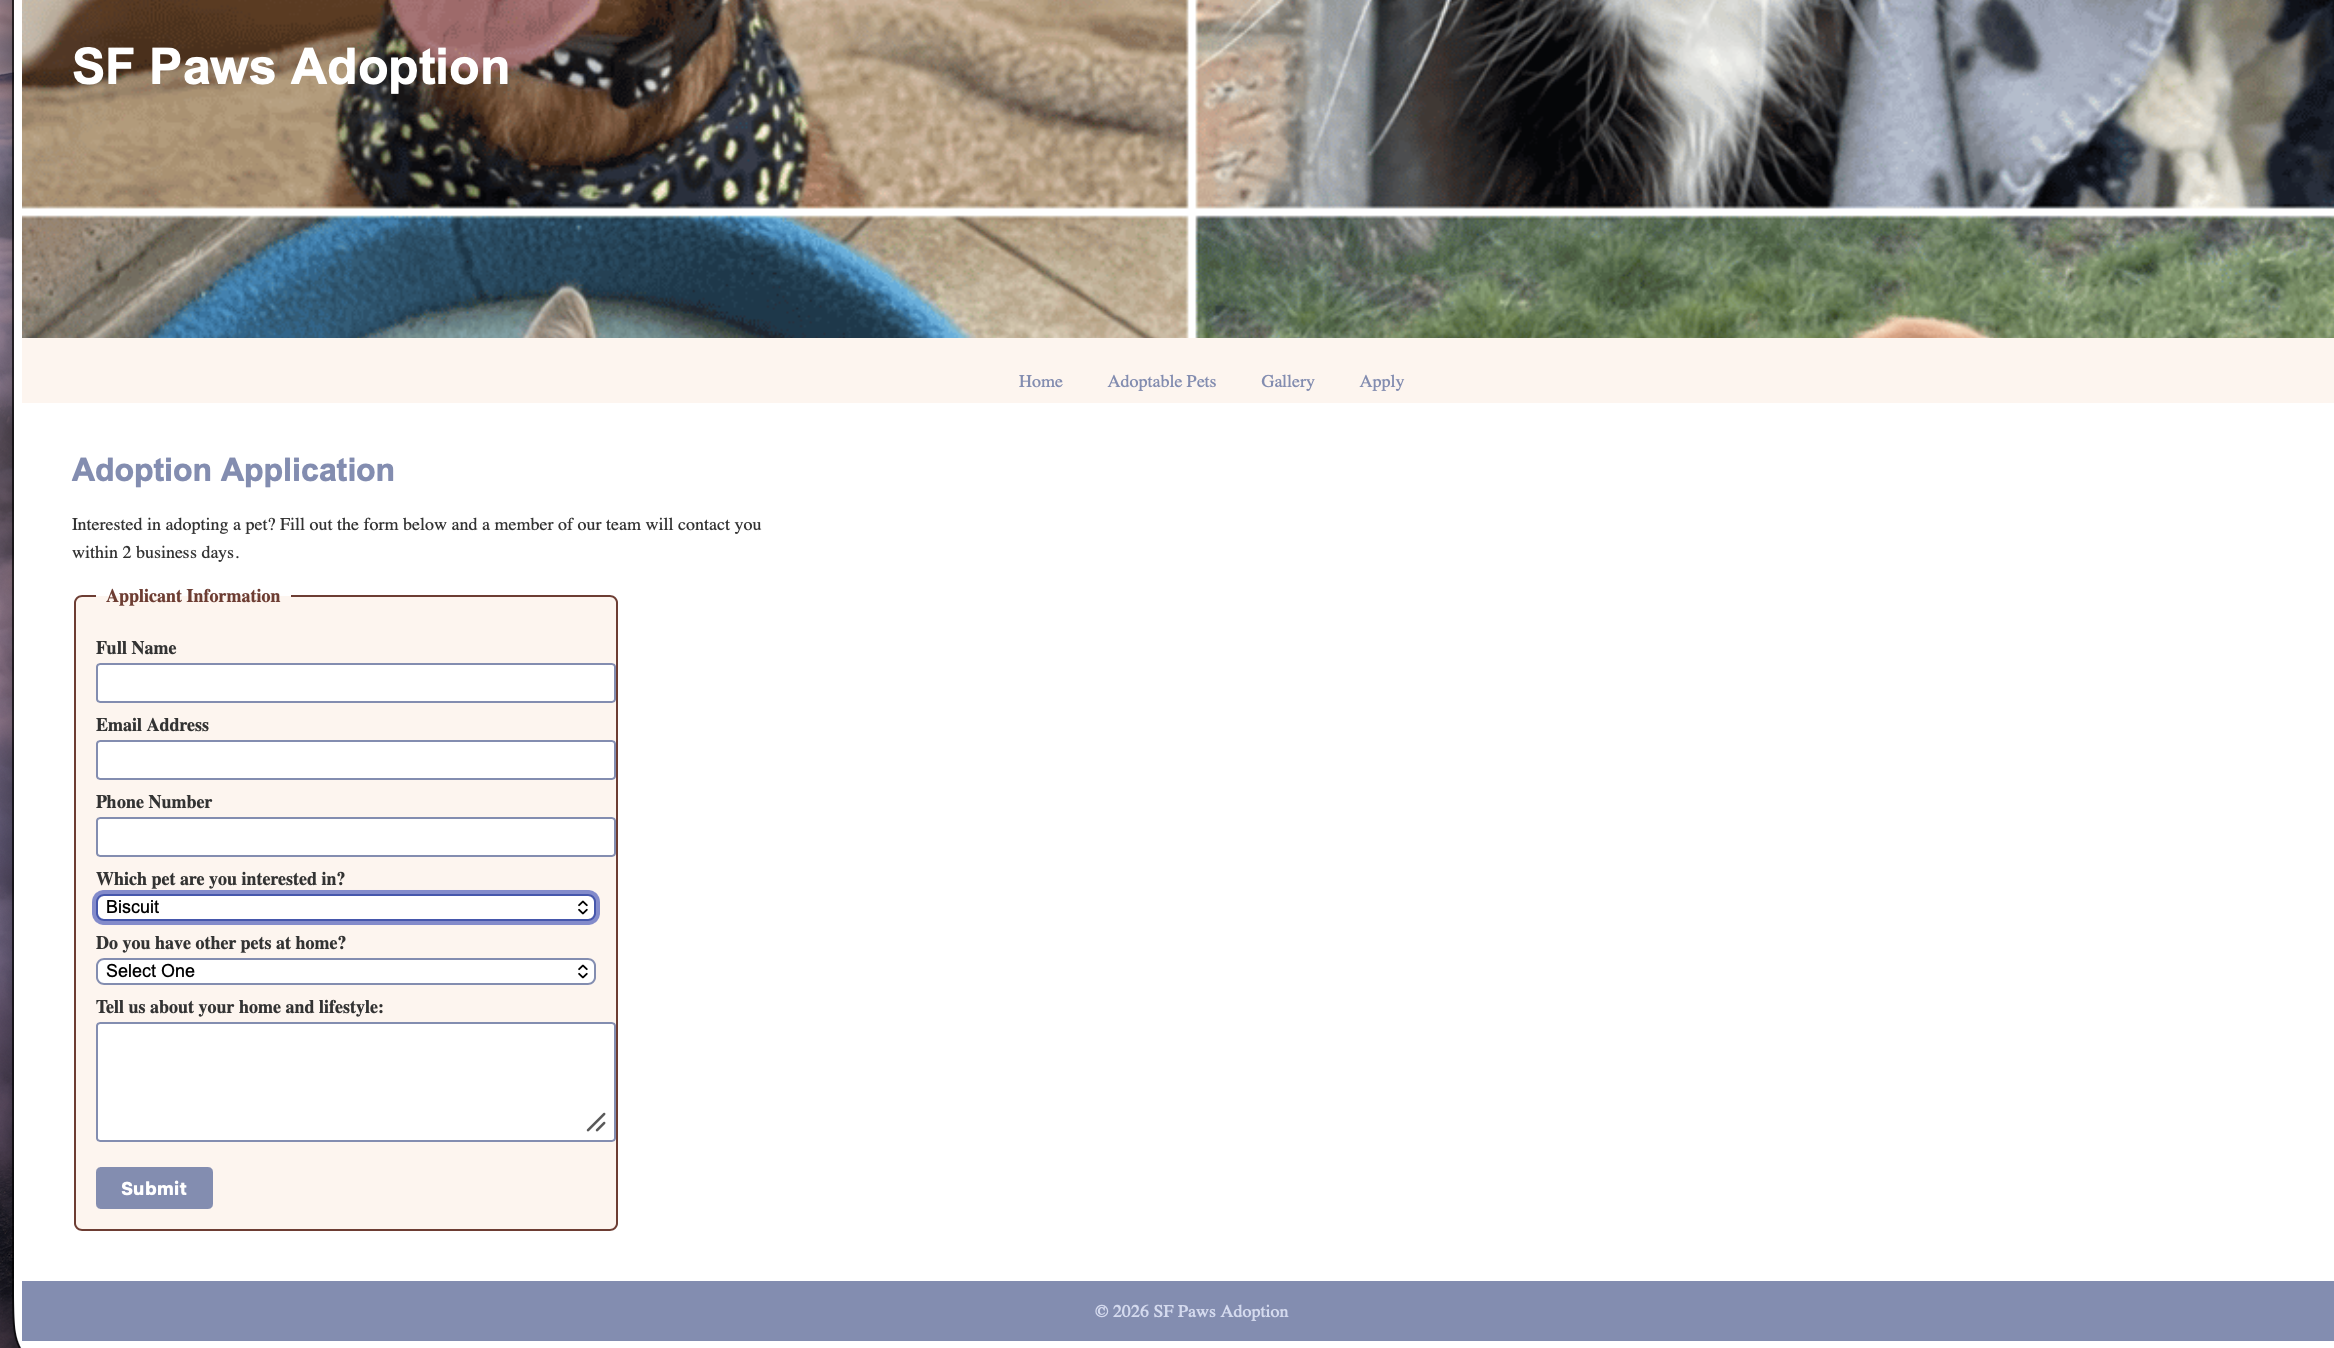 SF Paws Adoption
Home Adoptable Pets Gallery Apply
Adoption Application
Interested in adopting a pet? Fill out the form below and a member of our team will contact you
within 2 business days.
Applicant Information
Full Name
Email Address
Phone Number
Which pet are you interested in?
Biscuit
Do you have other pets at home?
Select One
Tell us about your home and lifestyle:
Submit
© 2026 SF Paws Adoption